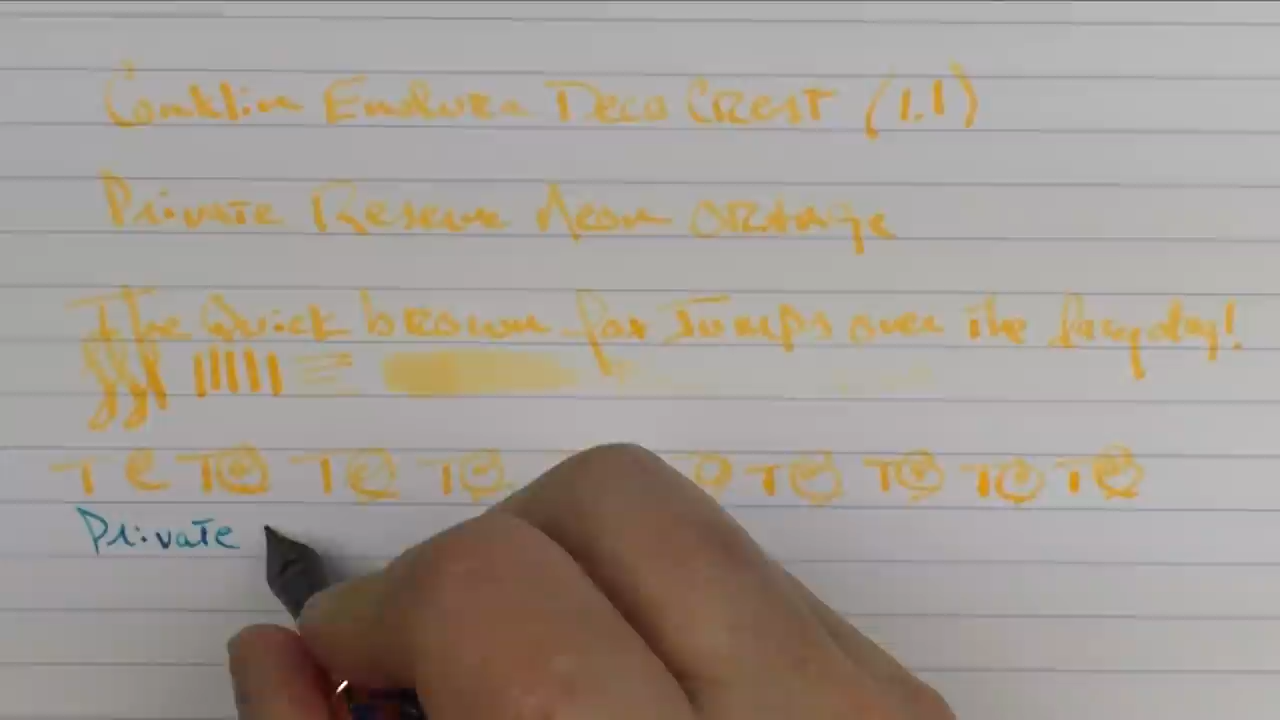 Conklin Endura Deco Crest (1.1)
Private Reserve Neon Orange
The Quick brown fox Jumps over the lazy dog!
T T T T T T T T
Private